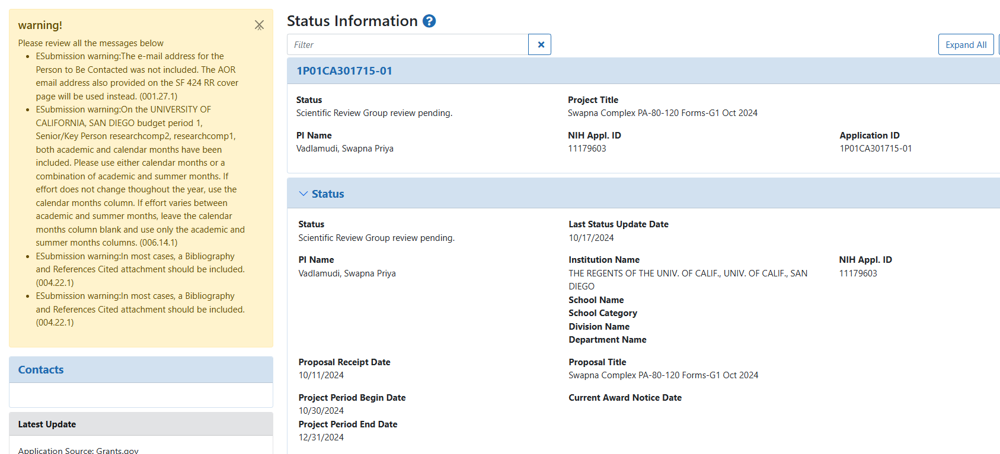 warning!
Please review all the messages below
ESubmission warning:The e-mail address for the
Person to Be Contacted was not included. The AOR
email address also provided on the SF 424 RR cover
page will be used instead. (001.27.1)
ESubmission warning:On the UNIVERSITY OF
CALIFORNIA, SAN DIEGO budget period 1,
Senior/Key Person researchcomp2, researchcomp1,
both academic and calendar months have been
included. Please use either calendar months or a
combination of academic and summer months. If
effort does not change thoughout the year, use the
calendar months column. If effort varies between
academic and summer months, leave the calendar
months column blank and use only the academic and
summer months columns. (006.14.1)
ESubmission warning:In most cases, a Bibliography
and References Cited attachment should be included.
(004.22.1)
ESubmission warning:In most cases, a Bibliography
and References Cited attachment should be included.
(004.22.1)
Contacts
Latest Update
Application Source: Grants.gov
Status Information ?
Filter
Expand All
1P01CA301715-01
Status
Scientific Review Group review pending.
Project Title
Swapna Complex PA-80-120 Forms-G1 Oct 2024
PI Name
Vadlamudi, Swapna Priya
NIH Appl. ID
11179603
Application ID
1P01CA301715-01
Status
Status
Scientific Review Group review pending.
Last Status Update Date
10/17/2024
PI Name
Vadlamudi, Swapna Priya
Institution Name
THE REGENTS OF THE UNIV. OF CALIF., UNIV. OF CALIF., SAN
DIEGO
School Name
School Category
Division Name
Department Name
NIH Appl. ID
11179603
Proposal Receipt Date
10/11/2024
Proposal Title
Swapna Complex PA-80-120 Forms-G1 Oct 2024
Project Period Begin Date
10/30/2024
Project Period End Date
12/31/2024
Current Award Notice Date